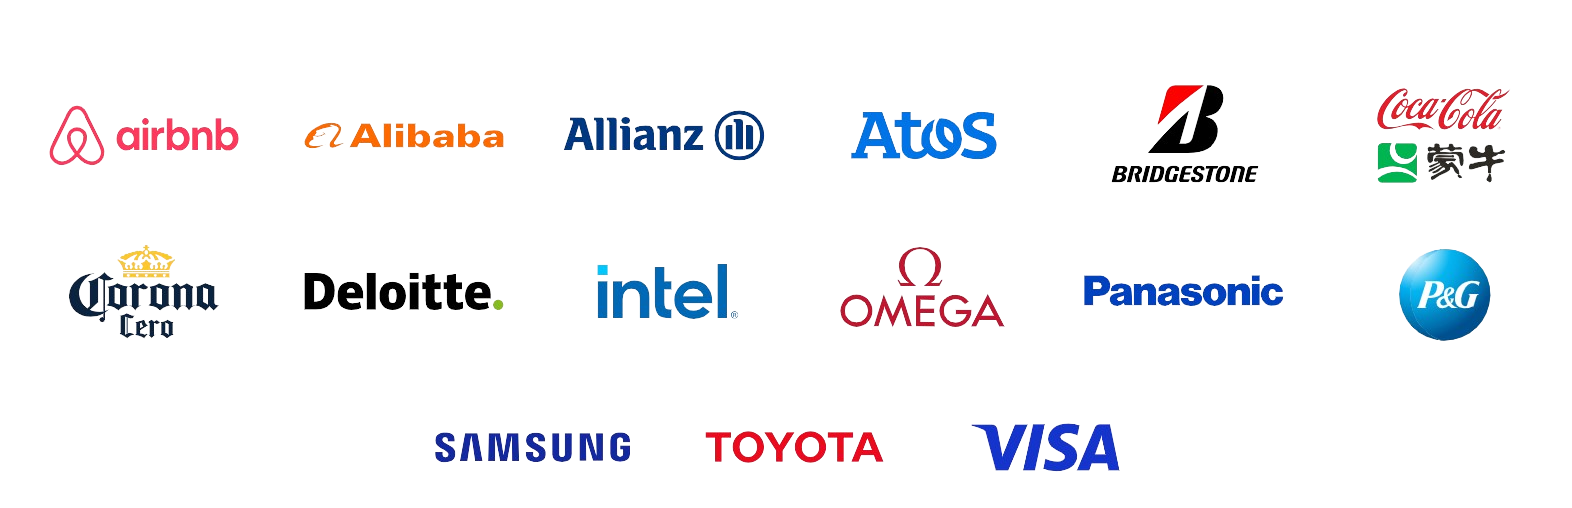 airbnb
Alibaba
Allianz
Atos
BRIDGESTONE
Coca-Cola
蒙牛
Corona
Cero
Deloitte.
intel®
OMEGA
Panasonic
P&G
SAMSUNG
TOYOTA
VISA